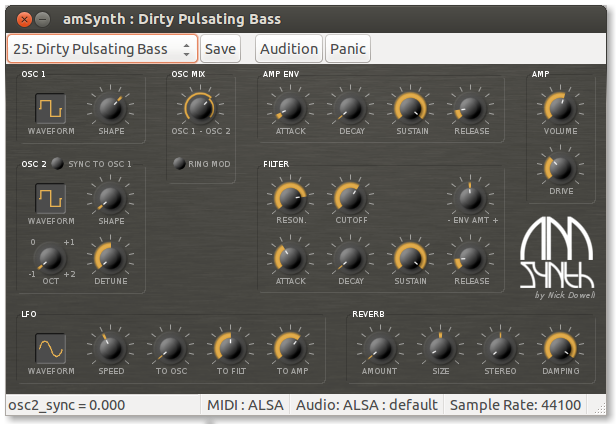 amSynth : Dirty Pulsating Bass
25: Dirty Pulsating Bass Save Audition Panic
OSC 1 OSC MIX AMP ENV AMP
WAVEFORM SHAPE OSC 1 - OSC 2 ATTACK DECAY SUSTAIN RELEASE VOLUME
OSC 2 SYNC TO OSC 1 RING MOD FILTER
DRIVE
WAVEFORM SHAPE RESON. CUTOFF - ENV AMT +
0 +1
-1 +2
OCT DETUNE ATTACK DECAY SUSTAIN RELEASE
AM
SYNTH
by Nick Dowell
LFO REVERB
WAVEFORM SPEED TO OSC TO FILT TO AMP AMOUNT SIZE STEREO DAMPING
osc2_sync = 0.000 MIDI : ALSA Audio: ALSA : default Sample Rate: 44100